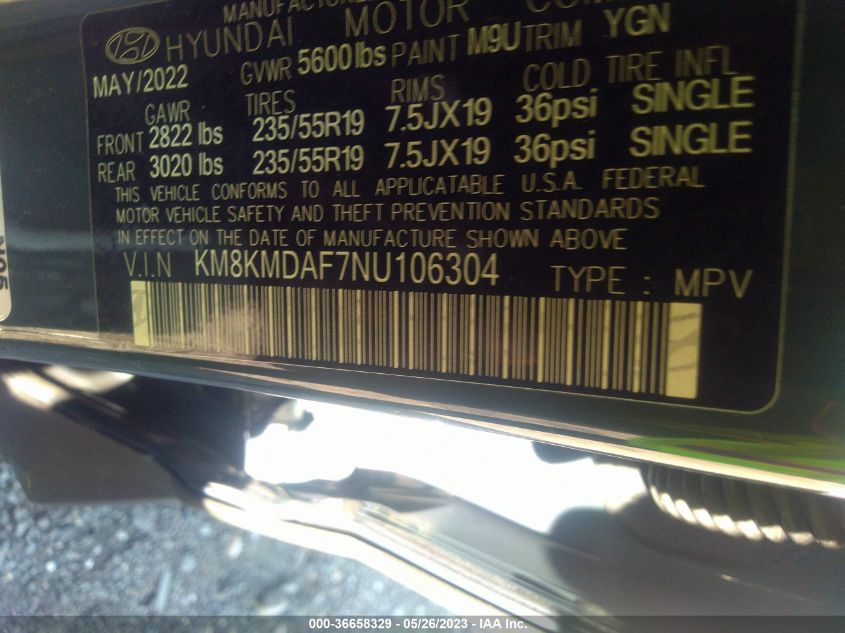 MANUFACTURED
HYUNDAI MOTOR
MAY/2022 GVWR 5600lbs PAINT M9U TRIM YGN
GAWR TIRES RIMS COLD TIRE INFL
FRONT 2822 lbs 235/55R19 7.5JX19 36psi SINGLE
REAR 3020 lbs 235/55R19 7.5JX19 36psi SINGLE
THIS VEHICLE CONFORMS TO ALL APPLICATABLE U.S.A. FEDERAL
MOTOR VEHICLE SAFETY AND THEFT PREVENTION STANDARDS
IN EFFECT ON THE DATE OF MANUFACTURE SHOWN ABOVE
V.I.N KM8KMDAF7NU106304 TYPE : MPV
000-36658329 - 05/26/2023 - IAA Inc.